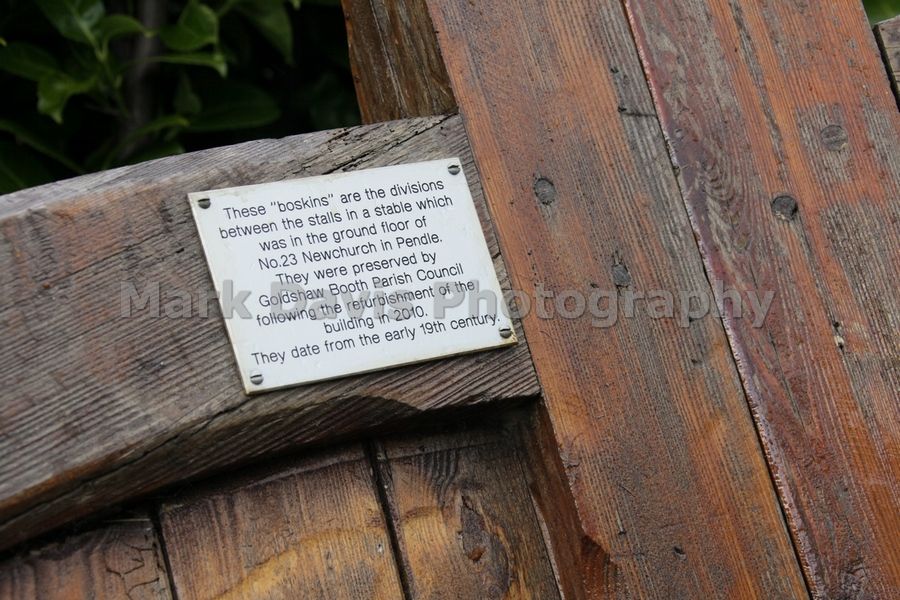 These "boskins" are the divisions
between the stalls in a stable which
was in the ground floor of
No.23 Newchurch in Pendle.
They were preserved by
Goldshaw Booth Parish Council
following the refurbishment of the
building in 2010.
They date from the early 19th century.
Mark Davis Photography